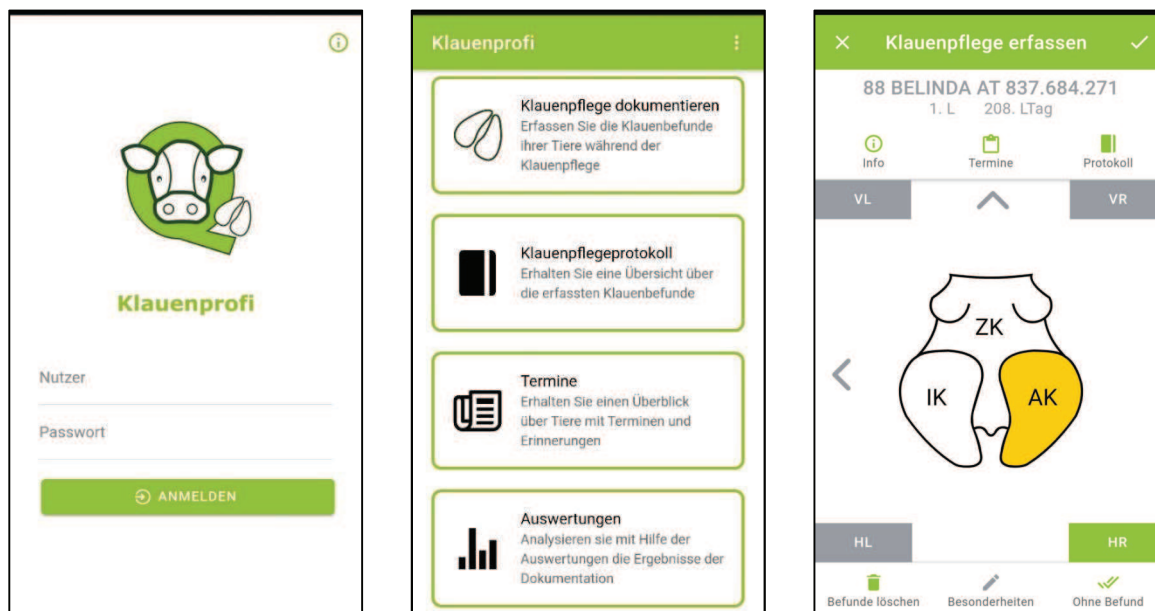 Klauenprofi
Nutzer
Passwort
ANMELDEN
Klauenprofi
Klauenpflege dokumentieren
Erfassen Sie die Klauenbefunde
ihrer Tiere während der
Klauenpflege
Klauenpflegeprotokoll
Erhalten Sie eine Übersicht über
die erfassten Klauenbefunde
Termine
Erhalten Sie einen Überblick
über Tiere mit Terminen und
Erinnerungen
Auswertungen
Analysieren sie mit Hilfe der
Auswertungen die Ergebnisse der
Dokumentation
Klauenpflege erfassen
88 BELINDA AT 837.684.271
1. L 208. LTag
Info Termine Protokoll
VL VR
ZK
IK AK
HL HR
Befunde löschen Besonderheiten Ohne Befund